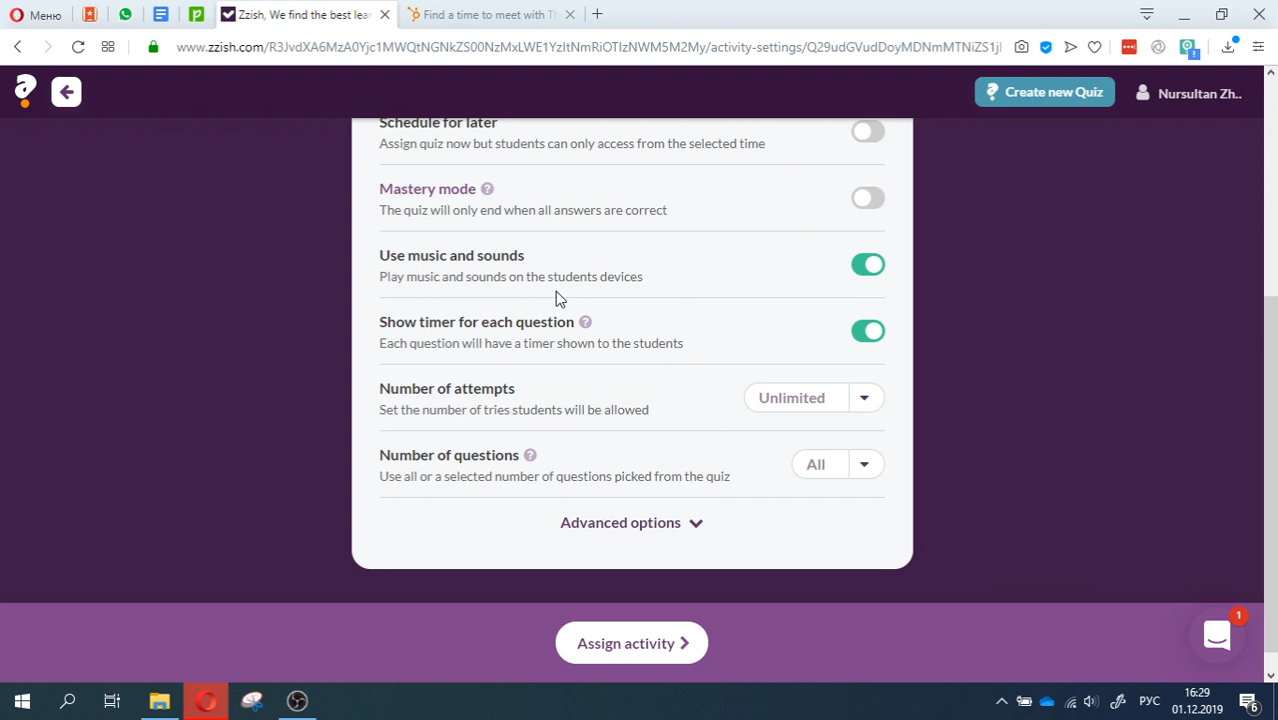 Меню
Zzish, We find the best lear
Find a time to meet with Th
www.zzish.com/R3JvdXA6MzA0Yjc1MWQtNGNkZS00NzMxLWE1YzItNmRiOTIzNWM5M2My/activity-settings/Q29udGVudDoyMDNmMTNiZS1jl
Create new Quiz
Nursultan Zh..
Schedule for later
Assign quiz now but students can only access from the selected time
Mastery mode ?
The quiz will only end when all answers are correct
Use music and sounds
Play music and sounds on the students devices
Show timer for each question ?
Each question will have a timer shown to the students
Number of attempts
Unlimited
Set the number of tries students will be allowed
Number of questions ?
All
Use all or a selected number of questions picked from the quiz
Advanced options
Assign activity
1
РУС
16:29
01.12.2019
6